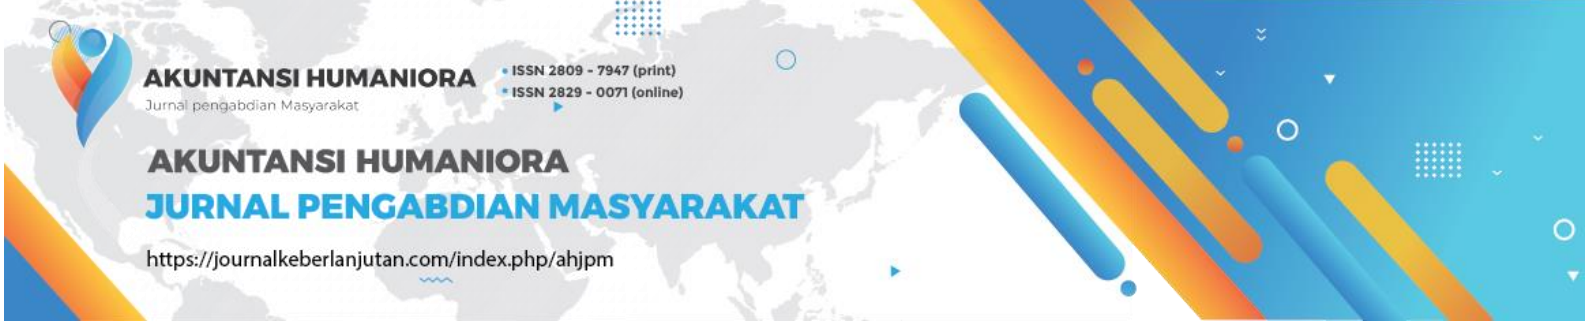 AKUNTANSI HUMANIORA
Jurnal pengabdian Masyarakat
• ISSN 2809 - 7947 (print)
• ISSN 2829 - 0071 (online)
AKUNTANSI HUMANIORA
JURNAL PENGABDIAN MASYARAKAT
https://journalkeberlanjutan.com/index.php/ahjpm